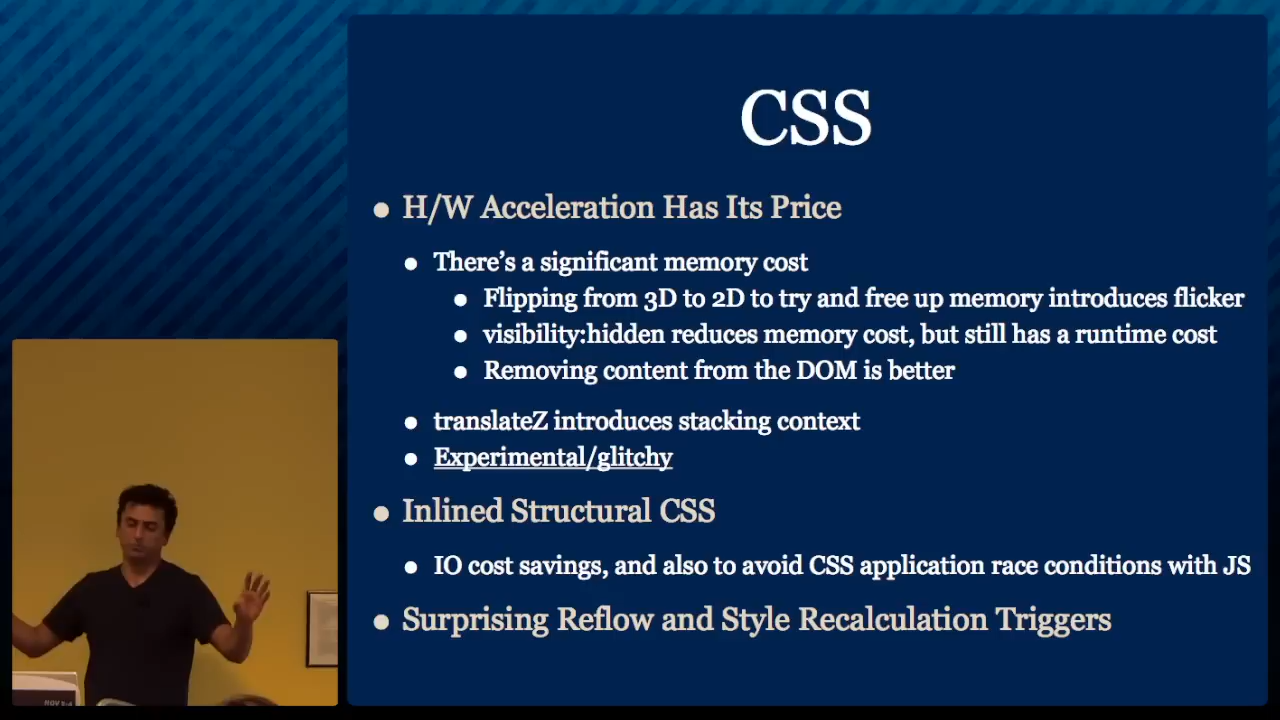 CSS
● H/W Acceleration Has Its Price
● There's a significant memory cost
● Flipping from 3D to 2D to try and free up memory introduces flicker
● visibility:hidden reduces memory cost, but still has a runtime cost
● Removing content from the DOM is better
● translateZ introduces stacking context
● Experimental/glitchy
● Inlined Structural CSS
● IO cost savings, and also to avoid CSS application race conditions with JS
● Surprising Reflow and Style Recalculation Triggers